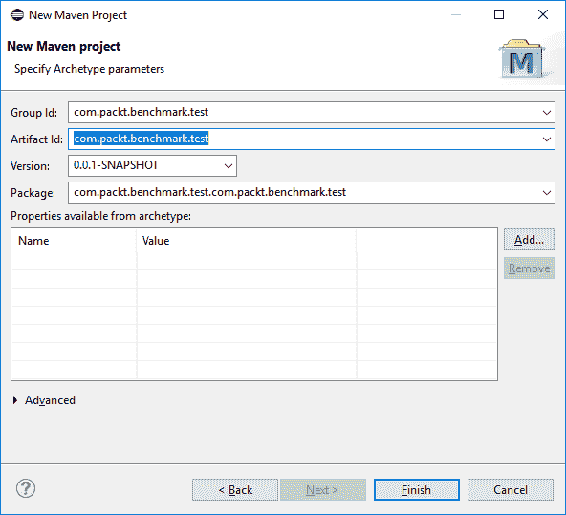 New Maven Project
New Maven project
Specify Archetype parameters
M
Group Id: com.packt.benchmark.test
Artifact Id: com.packt.benchmark.test
Version: 0.0.1-SNAPSHOT
Package com.packt.benchmark.test.com.packt.benchmark.test
Properties available from archetype:
Name Value
Add...
Remove
Advanced
? < Back Next > Finish Cancel